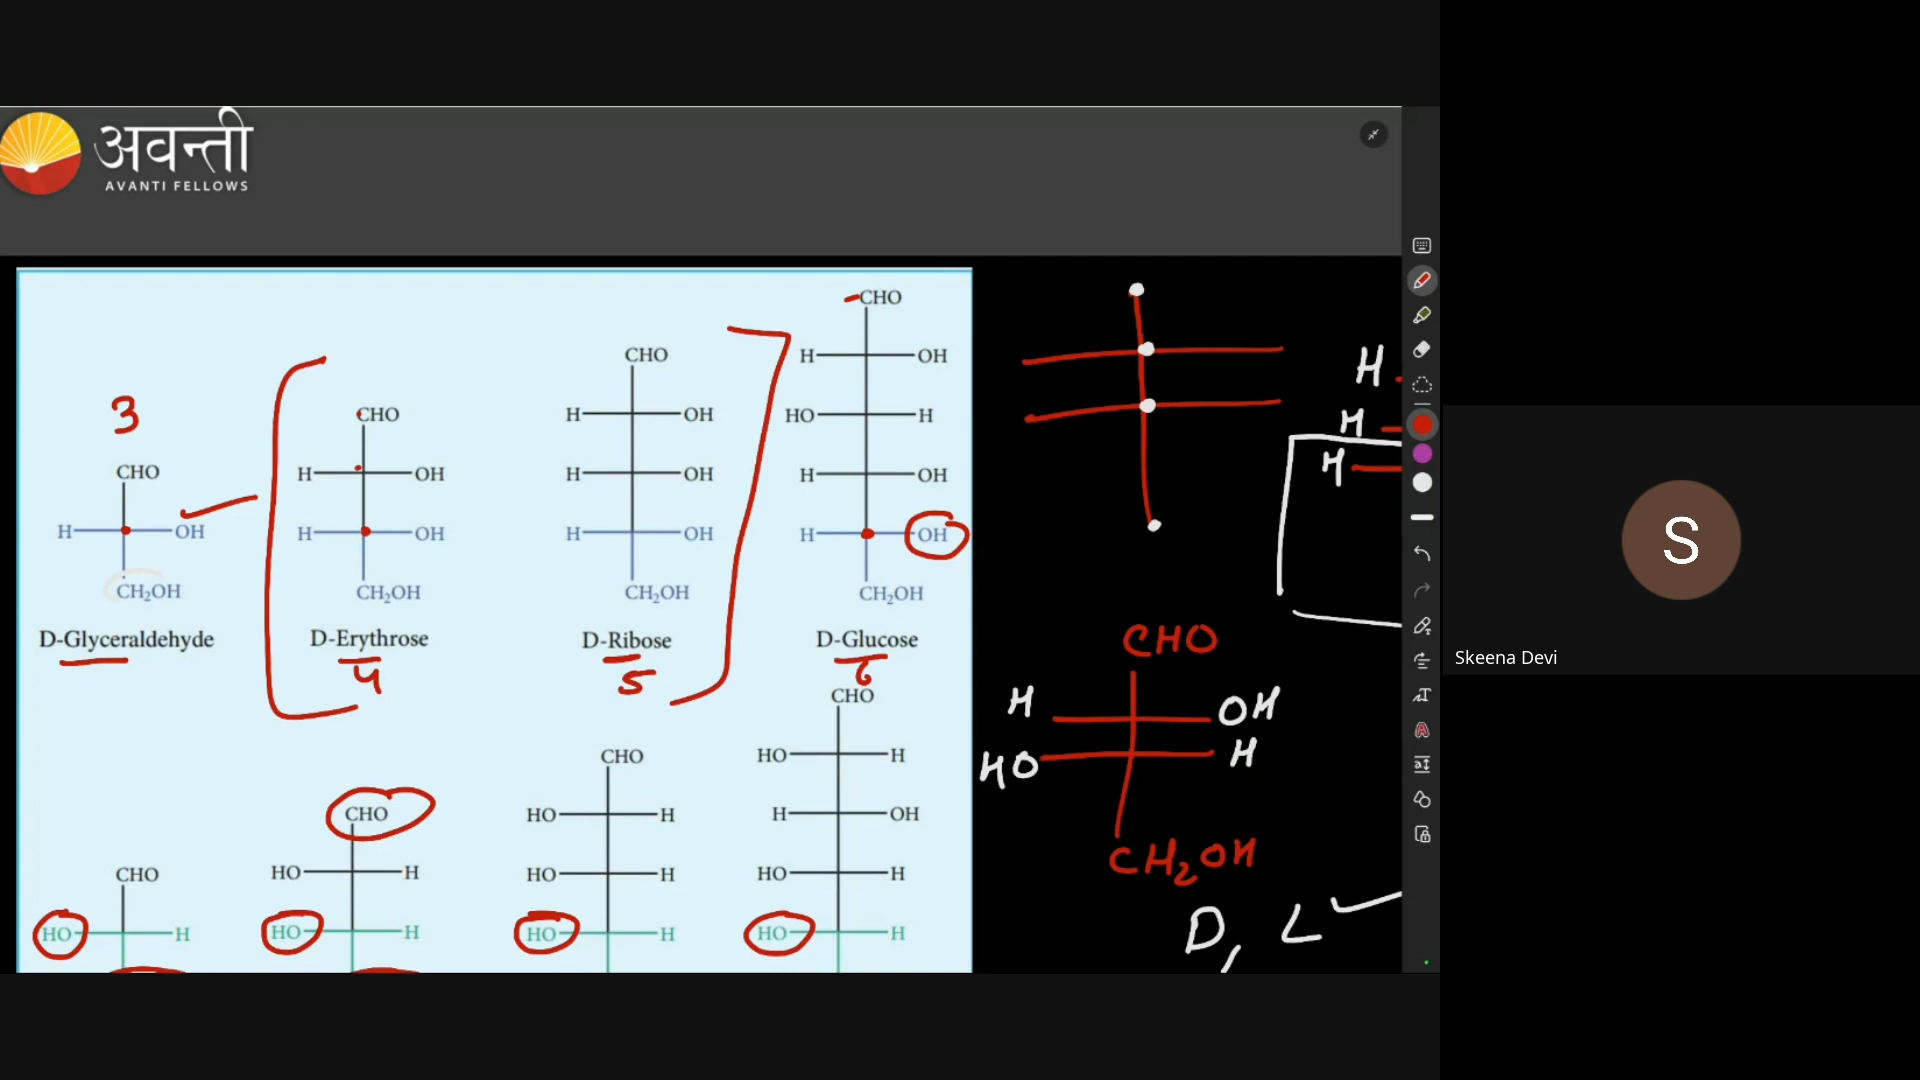 अवन्ती
AVANTI FELLOWS
3
CHO
H OH
CH₂OH
D-Glyceraldehyde
CHO
H OH
H OH
CH₂OH
D-Erythrose
4
CHO
H OH
H OH
H OH
CH₂OH
D-Ribose
5
CHO
H OH
HO H
H OH
H OH
CH₂OH
D-Glucose
6
CHO
HO H
CHO
HO H
HO H
CHO
HO H
HO H
HO H
CHO
HO H
H OH
HO H
HO H
H
H
H
CHO
H OH
HO H
CH₂OH
D, L
S
Skeena Devi